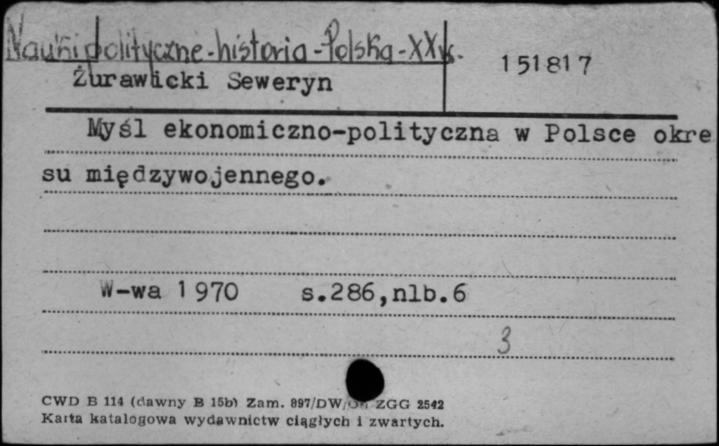 Nauki polityczne-historia-Polska-XXw.
151817
Żurawicki Seweryn
Myśl ekonomiczno-polityczna w Polsce okre
su międzywojennego.
W-wa 1970 s.286,nlb.6
3
CWD B 114 (dawny B 15b) Zam. 897/DW ZGG 2542
Karta katalogowa wydawnictw ciągłych i zwartych.